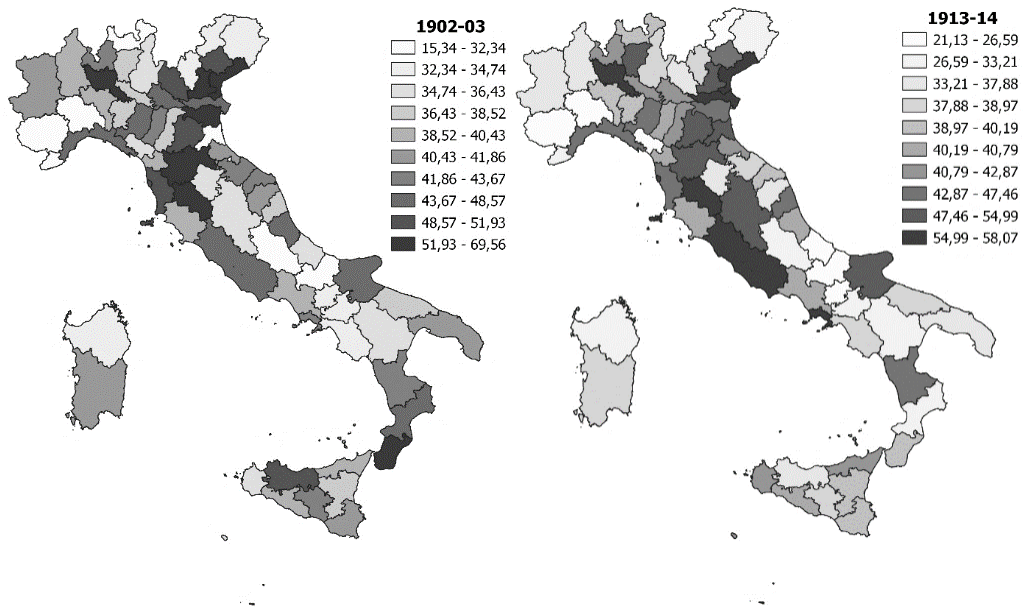 1902-03
15,34 - 32,34
32,34 - 34,74
34,74 - 36,43
36,43 - 38,52
38,52 - 40,43
40,43 - 41,86
41,86 - 43,67
43,67 - 48,57
48,57 - 51,93
51,93 - 69,56
1913-14
21,13 - 26,59
26,59 - 33,21
33,21 - 37,88
37,88 - 38,97
38,97 - 40,19
40,19 - 40,79
40,79 - 42,87
42,87 - 47,46
47,46 - 54,99
54,99 - 58,07